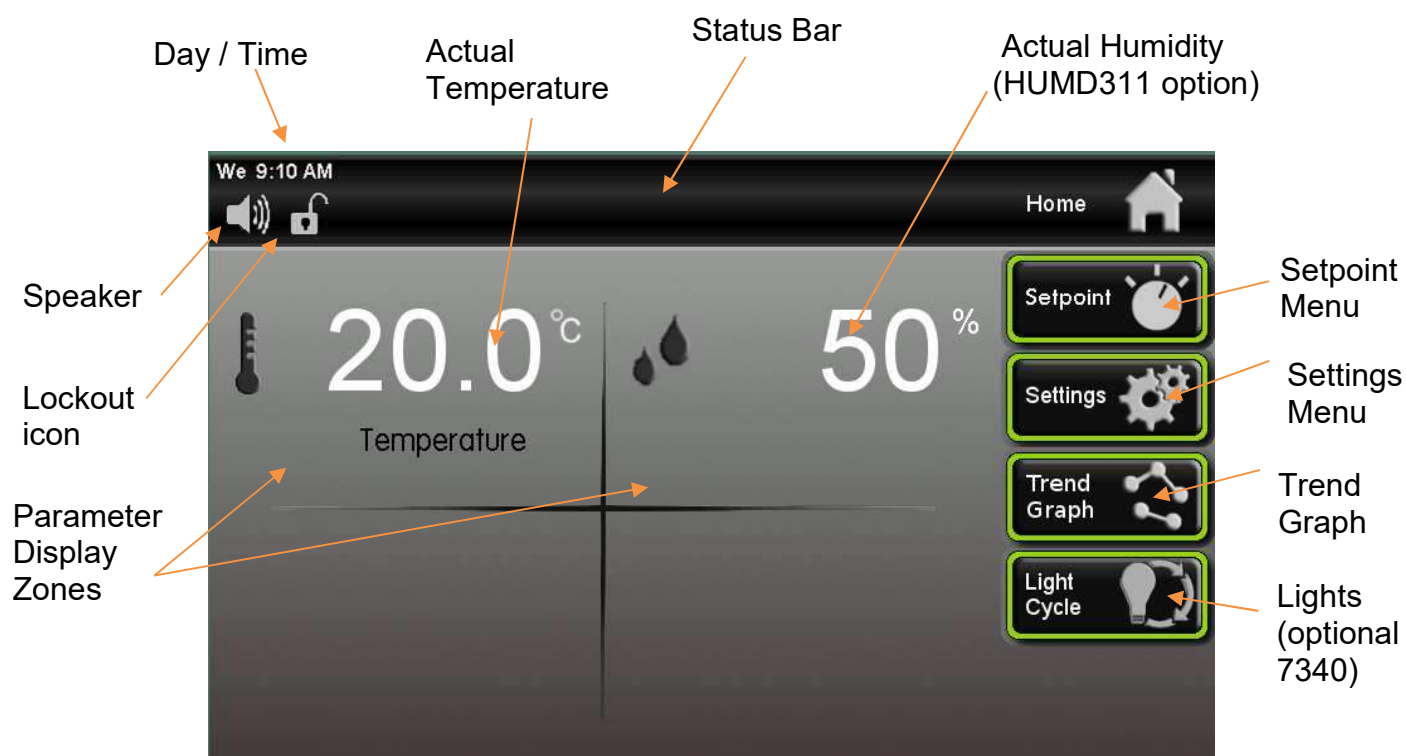 Status Bar
Day / Time
Actual
Temperature
Actual Humidity
(HUMD311 option)
We 9:10 AM
Home
Speaker
Setpoint
Setpoint
Menu
20.0 °C
50 %
Lockout
icon
Settings
Settings
Menu
Temperature
Parameter
Display
Zones
Trend
Graph
Trend
Graph
Light
Cycle
Lights
(optional
7340)